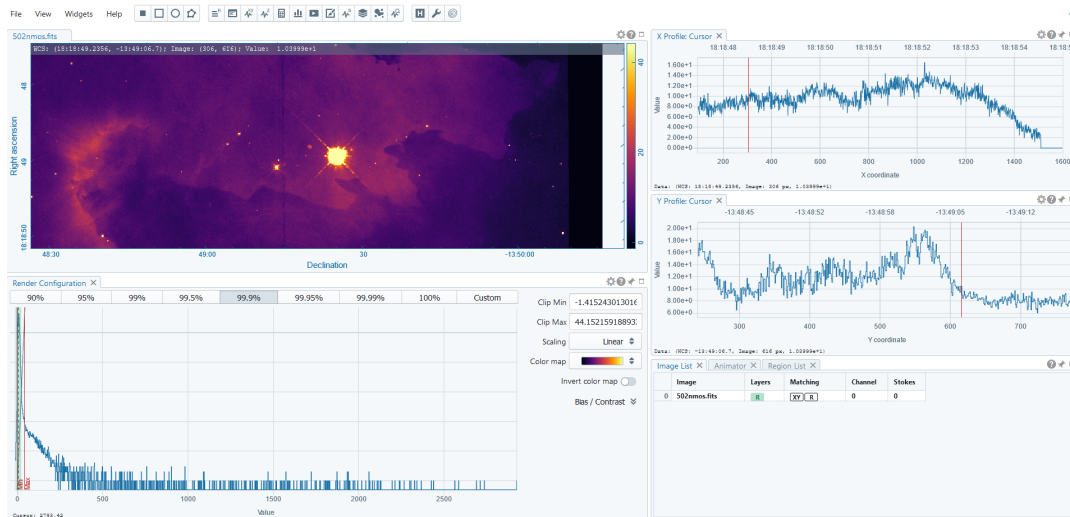 File View Widgets Help
502nmos.fits
WCS: (18:18:49.2356, -13:49:06.7); Image: (306, 616); Value: 1.03999e+1
Right ascension
48
49
18:18:50
48:30 49:00 30 -13:50:00
Declination
40
20
0
X Profile: Cursor
18:18:48 18:18:49 18:18:50 18:18:51 18:18:52 18:18:53 18:18:54 18:18:55
Value
1.60e+1
1.40e+1
1.20e+1
1.00e+1
8.00e+0
6.00e+0
4.00e+0
2.00e+0
0.00e+0
200 400 600 800 1000 1200 1400 1600
X coordinate
Data: (WCS: 18:18:49.2356, Image: 306 px, 1.03999e+1)
Y Profile: Cursor
-13:48:45 -13:48:52 -13:48:58 -13:49:05 -13:49:12
Value
2.00e+1
1.80e+1
1.60e+1
1.40e+1
1.20e+1
1.00e+1
8.00e+0
6.00e+0
300 400 500 600 700
Y coordinate
Data: (WCS: -13:49:06.7, Image: 616 px, 1.03999e+1)
Render Configuration
90% 95% 99% 99.5% 99.9% 99.95% 99.99% 100% Custom
Clip Min -1.415243013016
Clip Max
Scaling Linear
Color map
Invert color map
Bias / Contrast
Min
Max
0 500 1000 1500 2000 2500
Value
Cursor: 2793.42
Image List Animator Region List
Image Layers Matching Channel Stokes
0 502nmos.fits R XY R 0 0